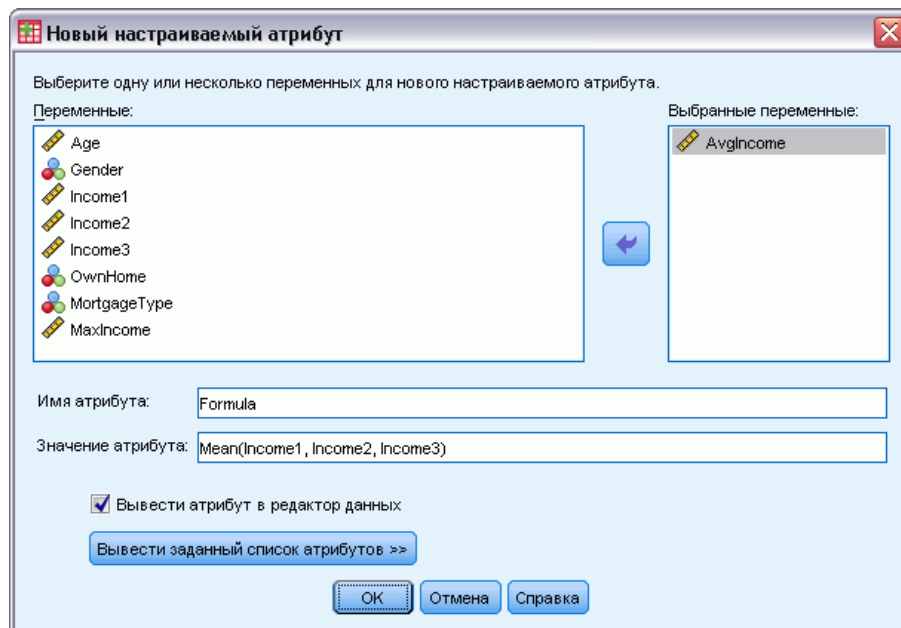 Новый настраиваемый атрибут
Выберите одну или несколько переменных для нового настраиваемого атрибута.
Переменные:
Выбранные переменные:
Age
Gender
Income1
Income2
Income3
OwnHome
MortgageType
MaxIncome
AvgIncome
Имя атрибута:
Formula
Значение атрибута:
Mean(Income1, Income2, Income3)
Вывести атрибут в редактор данных
Вывести заданный список атрибутов >>
OK
Отмена
Справка